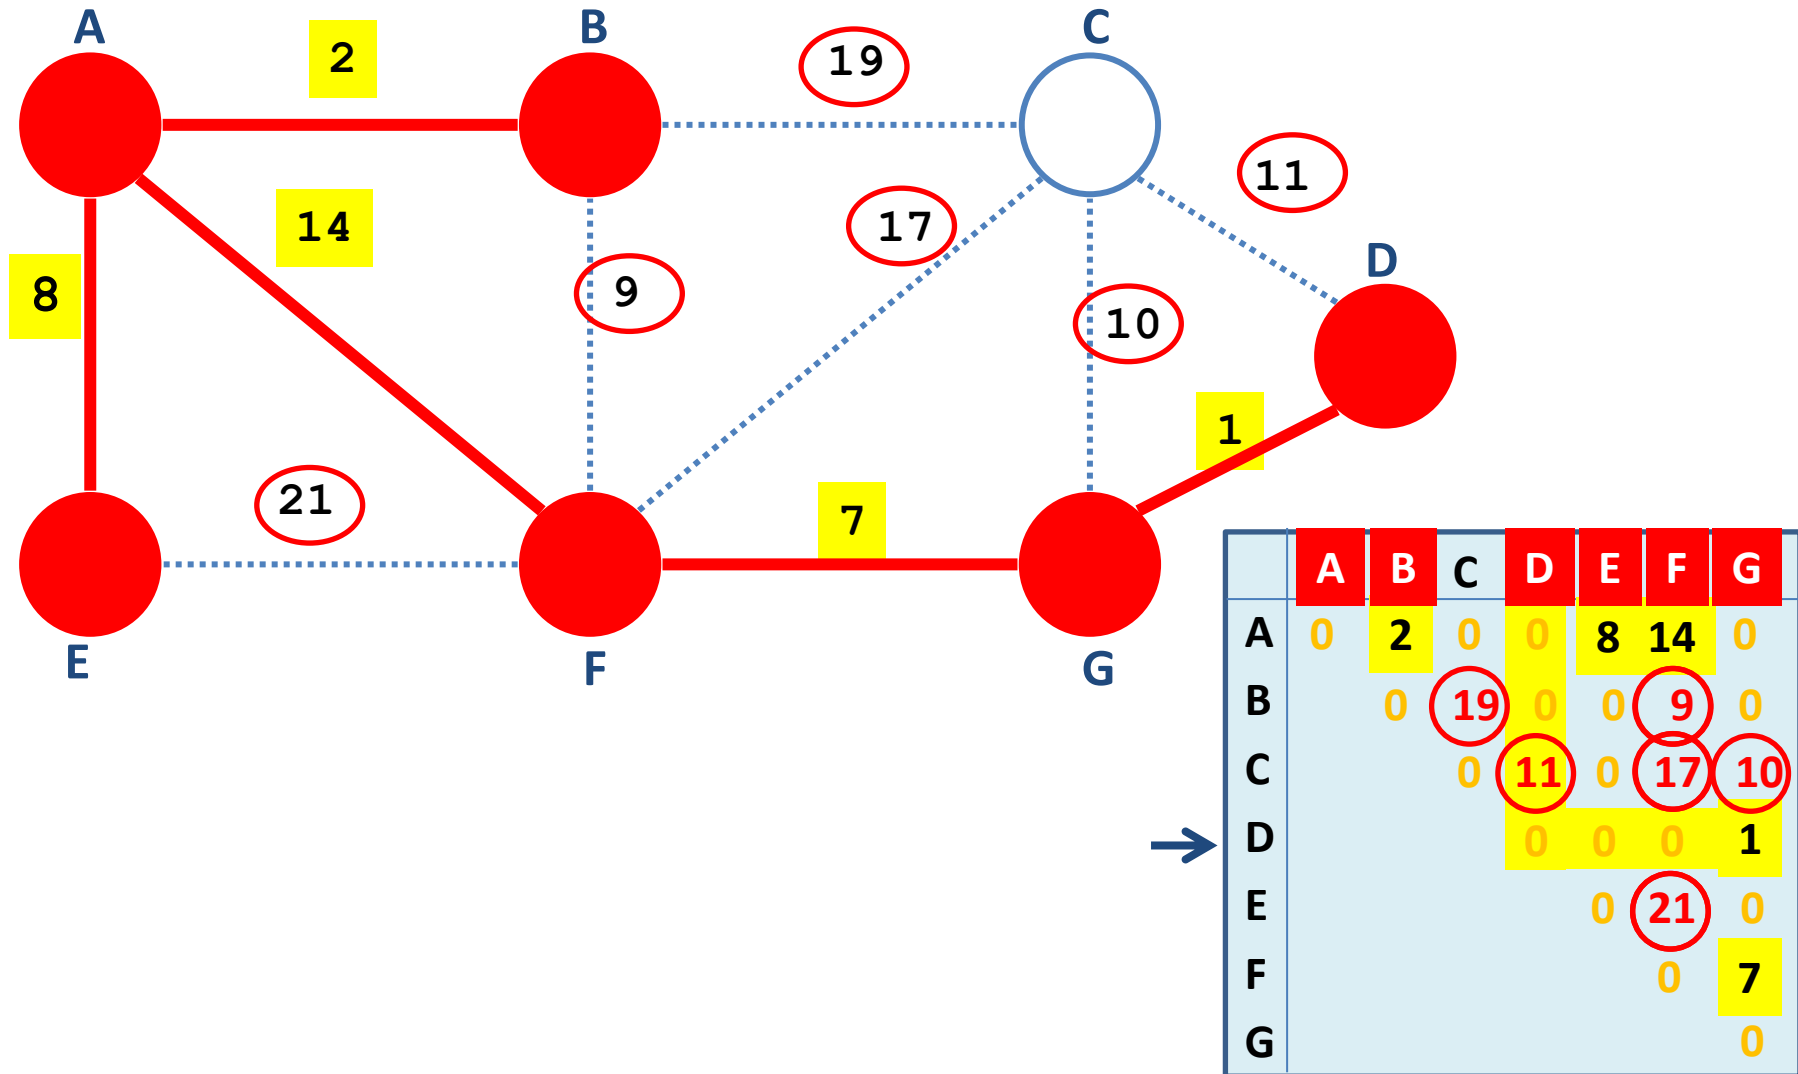 A B C
2 19
11
14 17
D
8 9 10
1
21 7
E F G
A B C D E F G
A 0 2 0 0 8 14 0
B 0 19 0 0 9 0
C 0 11 0 17 10
D 0 0 0 1
E 0 21 0
F 0 7
G 0